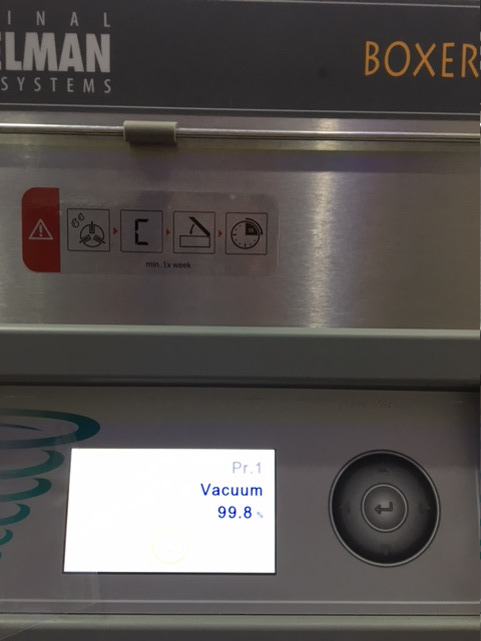 INAL
ELMAN
SYSTEMS
BOXER
C
min. 1x week
Pr.1
Vacuum
99.8 %